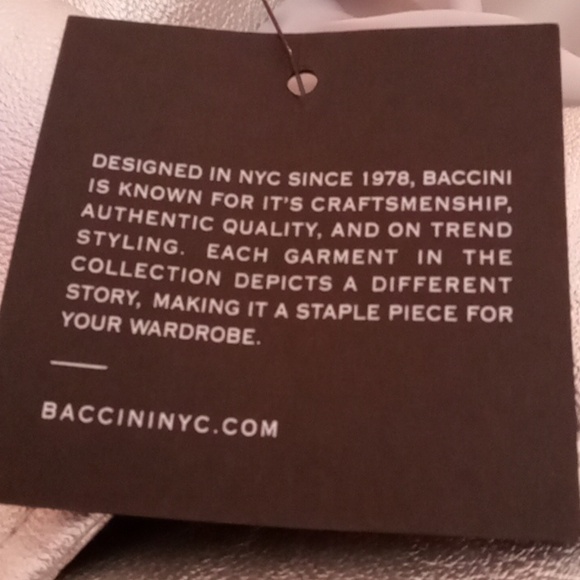 DESIGNED IN NYC SINCE 1978, BACCINI
IS KNOWN FOR IT'S CRAFTSMENSHIP,
AUTHENTIC QUALITY, AND ON TREND
STYLING. EACH GARMENT IN THE
COLLECTION DEPICTS A DIFFERENT
STORY, MAKING IT A STAPLE PIECE FOR
YOUR WARDROBE.
BACCININYC.COM